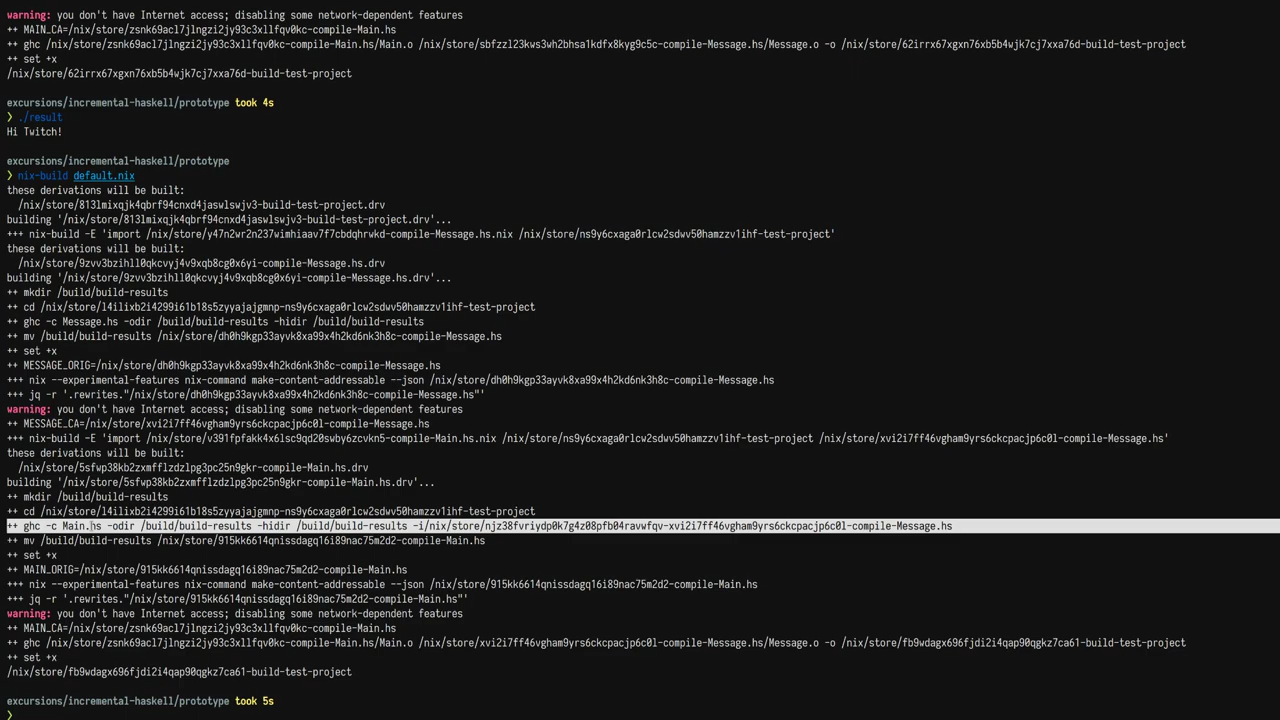 warning: you don't have Internet access; disabling some network-dependent features
++ MAIN_CA=/nix/store/zsnk69acl7jlngzi2jy93c3xllfqv0kc-compile-Main.hs
++ ghc /nix/store/zsnk69acl7jlngzi2jy93c3xllfqv0kc-compile-Main.hs/Main.o /nix/store/sbfzzl23kws3wh2bhsa1kdfx8kyg9c5c-compile-Message.hs/Message.o -o /nix/store/62irrx67xgxn76xb5b4wjk7cj7xxa76d-build-test-project
++ set +x
/nix/store/62irrx67xgxn76xb5b4wjk7cj7xxa76d-build-test-project
excursions/incremental-haskell/prototype took 4s
❯ ./result
Hi Twitch!
excursions/incremental-haskell/prototype
❯ nix-build default.nix
these derivations will be built:
/nix/store/813lmixqjk4qbrf94cnxd4jaswlswjv3-build-test-project.drv
building '/nix/store/813lmixqjk4qbrf94cnxd4jaswlswjv3-build-test-project.drv'...
+++ nix-build -E 'import /nix/store/y47n2wr2n237wimhiaav7f7cbdqhrwkd-compile-Message.hs.nix /nix/store/ns9y6cxaga0rlcw2sdwv50hamzzv1ihf-test-project'
these derivations will be built:
/nix/store/9zvv3bzihll0qkcvyj4v9xqb8cg0x6yi-compile-Message.hs.drv
building '/nix/store/9zvv3bzihll0qkcvyj4v9xqb8cg0x6yi-compile-Message.hs.drv'...
++ mkdir /build/build-results
++ cd /nix/store/l4ilixb2i4299i61b18s5zyyajajgmnp-ns9y6cxaga0rlcw2sdwv50hamzzv1ihf-test-project
++ ghc -c Message.hs -odir /build/build-results -hidir /build/build-results
++ mv /build/build-results /nix/store/dh0h9kgp33ayvk8xa99x4h2kd6nk3h8c-compile-Message.hs
++ set +x
++ MESSAGE_ORIG=/nix/store/dh0h9kgp33ayvk8xa99x4h2kd6nk3h8c-compile-Message.hs
+++ nix --experimental-features nix-command make-content-addressable --json /nix/store/dh0h9kgp33ayvk8xa99x4h2kd6nk3h8c-compile-Message.hs
+++ jq -r '.rewrites."/nix/store/dh0h9kgp33ayvk8xa99x4h2kd6nk3h8c-compile-Message.hs"'
warning: you don't have Internet access; disabling some network-dependent features
++ MESSAGE_CA=/nix/store/xvi2i7ff46vgham9yrs6ckcpacjp6c0l-compile-Message.hs
+++ nix-build -E 'import /nix/store/v391fpfakk4x6lsc9qd20swby6zcvkn5-compile-Main.hs.nix /nix/store/ns9y6cxaga0rlcw2sdwv50hamzzv1ihf-test-project /nix/store/xvi2i7ff46vgham9yrs6ckcpacjp6c0l-compile-Message.hs'
these derivations will be built:
/nix/store/5sfwp38kb2zxmfflzdzlpg3pc25n9gkr-compile-Main.hs.drv
building '/nix/store/5sfwp38kb2zxmfflzdzlpg3pc25n9gkr-compile-Main.hs.drv'...
++ mkdir /build/build-results
++ cd /nix/store/l4ilixb2i4299i61b18s5zyyajajgmnp-ns9y6cxaga0rlcw2sdwv50hamzzv1ihf-test-project
++ ghc -c Main.hs -odir /build/build-results -hidir /build/build-results -i/nix/store/njz38fvriydp0k7g4z08pfb04ravwfqv-xvi2i7ff46vgham9yrs6ckcpacjp6c0l-compile-Message.hs
++ mv /build/build-results /nix/store/915kk6614qnissdagq16i89nac75m2d2-compile-Main.hs
++ set +x
++ MAIN_ORIG=/nix/store/915kk6614qnissdagq16i89nac75m2d2-compile-Main.hs
+++ nix --experimental-features nix-command make-content-addressable --json /nix/store/915kk6614qnissdagq16i89nac75m2d2-compile-Main.hs
+++ jq -r '.rewrites."/nix/store/915kk6614qnissdagq16i89nac75m2d2-compile-Main.hs"'
warning: you don't have Internet access; disabling some network-dependent features
++ MAIN_CA=/nix/store/zsnk69acl7jlngzi2jy93c3xllfqv0kc-compile-Main.hs
++ ghc /nix/store/zsnk69acl7jlngzi2jy93c3xllfqv0kc-compile-Main.hs/Main.o /nix/store/xvi2i7ff46vgham9yrs6ckcpacjp6c0l-compile-Message.hs/Message.o -o /nix/store/fb9wdagx696fjdi2i4qap90qgkz7ca61-build-test-project
++ set +x
/nix/store/fb9wdagx696fjdi2i4qap90qgkz7ca61-build-test-project
excursions/incremental-haskell/prototype took 5s
❯